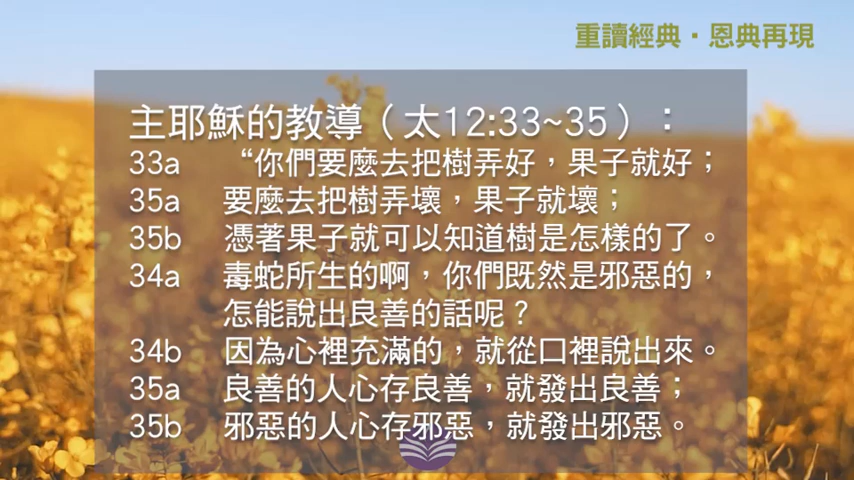 重讀經典・恩典再現
主耶穌的教導（太12:33~35）：
33a “你們要麼去把樹弄好，果子就好；
35a 要麼去把樹弄壞，果子就壞；
35b 憑著果子就可以知道樹是怎樣的了。
34a 毒蛇所生的啊，你們既然是邪惡的，
怎能說出良善的話呢？
34b 因為心裡充滿的，就從口裡說出來。
35a 良善的人心存良善，就發出良善；
35b 邪惡的人心存邪惡，就發出邪惡。